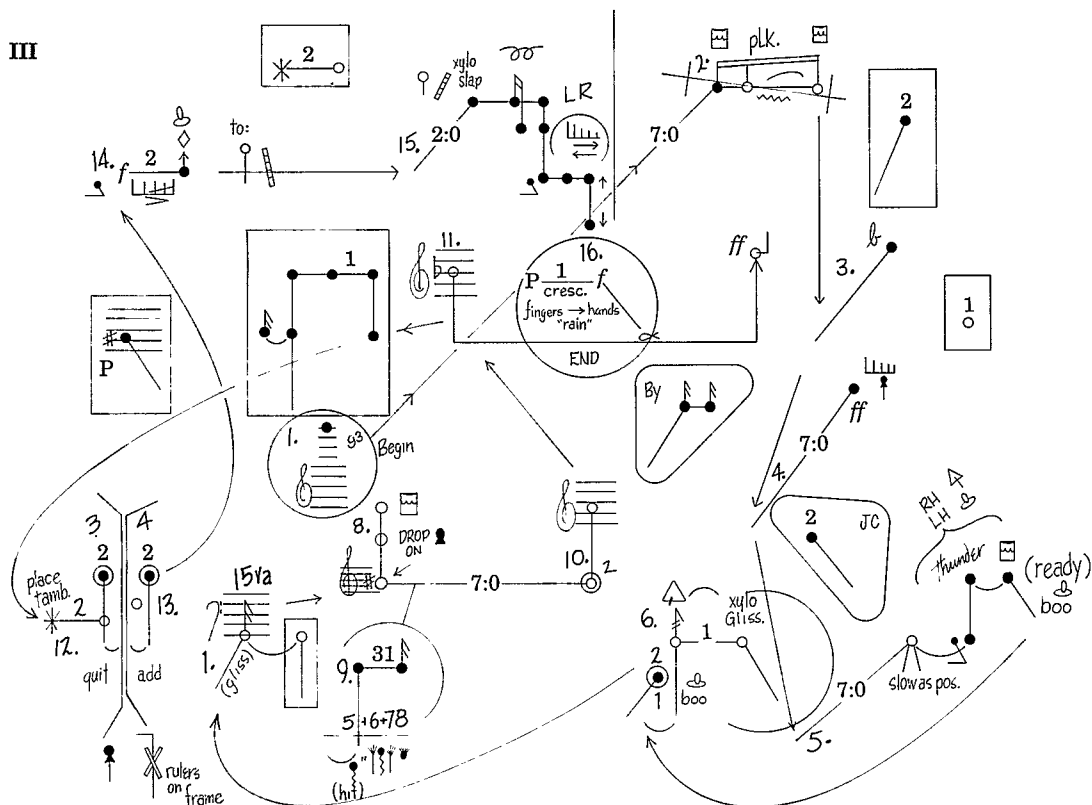 III
2
xylo
slap
LR
15.
2:0
14.
f
2
to:
2.
plk.
7:0
2
b
3.
1
11.
1
P
16.
P 1 f
cresc.
fingers → hands
"rain"
END
ff
By
ff
7:0
4.
1.
93
Begin
8.
DROP
ON
7:0
10.
2
JC
2
RH
LH
thunder
(ready)
boo
3.
4
2
2
place
tamb.
2
12.
13.
quit
add
rulers
on
frame
15va
1.
(gliss)
9.
31
5+6+78
(hit)
6.
xylo
Gliss.
1
2
1
boo
slow as pos.
7:0
5.